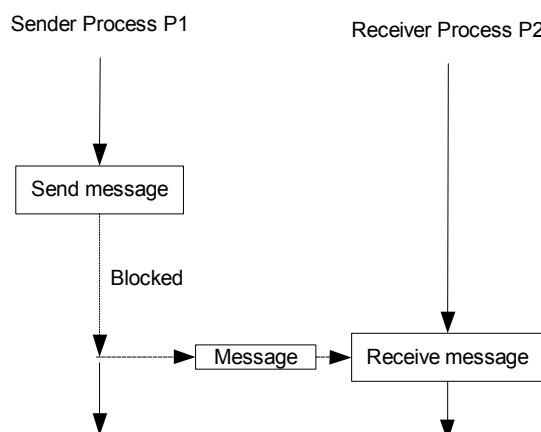 Sender Process P1
Receiver Process P2
Send message
Blocked
Message
Receive message